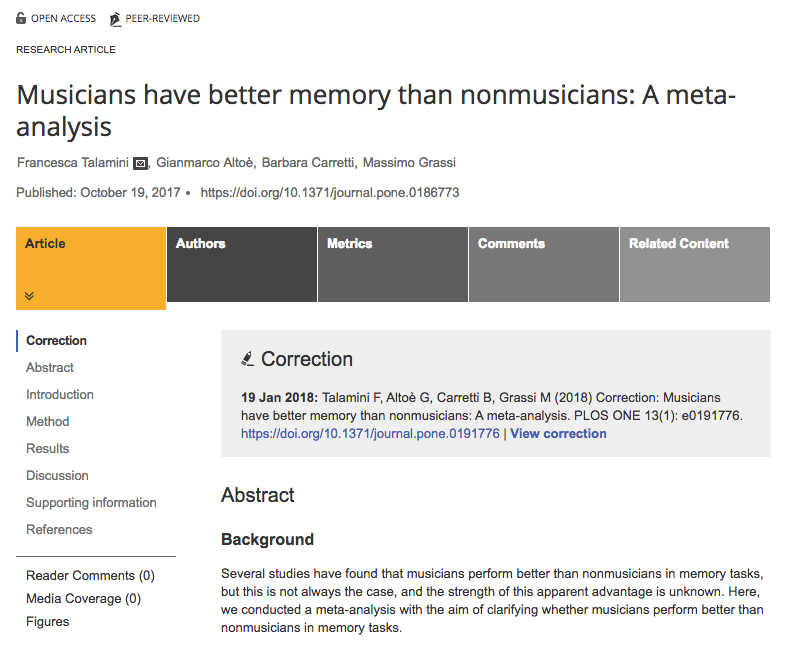 OPEN ACCESS PEER-REVIEWED
RESEARCH ARTICLE
Musicians have better memory than nonmusicians: A meta-
analysis
Francesca Talamini , Gianmarco Altoè, Barbara Carretti, Massimo Grassi
Published: October 19, 2017 • https://doi.org/10.1371/journal.pone.0186773
Article Authors Metrics Comments Related Content
Correction
Abstract
Introduction
Method
Results
Discussion
Supporting information
References
Reader Comments (0)
Media Coverage (0)
Figures
Correction
19 Jan 2018: Talamini F, Altoè G, Carretti B, Grassi M (2018) Correction: Musicians
have better memory than nonmusicians: A meta-analysis. PLOS ONE 13(1): e0191776.
https://doi.org/10.1371/journal.pone.0191776 | View correction
Abstract
Background
Several studies have found that musicians perform better than nonmusicians in memory tasks,
but this is not always the case, and the strength of this apparent advantage is unknown. Here,
we conducted a meta-analysis with the aim of clarifying whether musicians perform better than
nonmusicians in memory tasks.